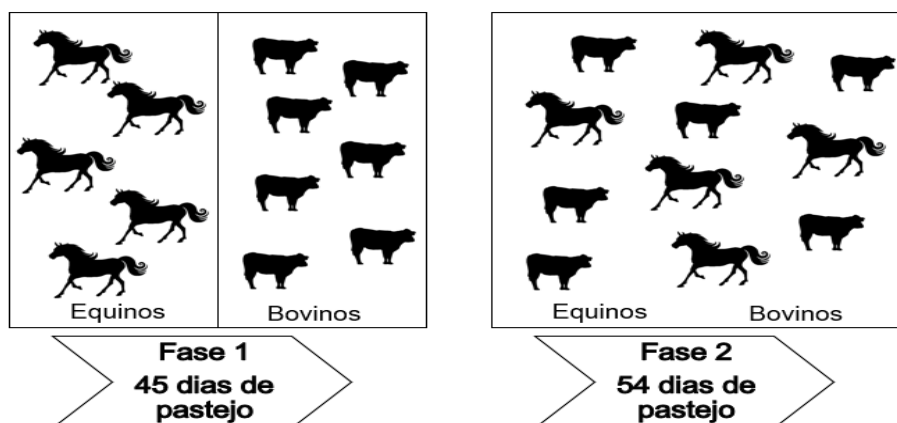 Equinos
Bovinos
Equinos
Bovinos
Fase 1
45 dias de
pastejo
Fase 2
54 dias de
pastejo